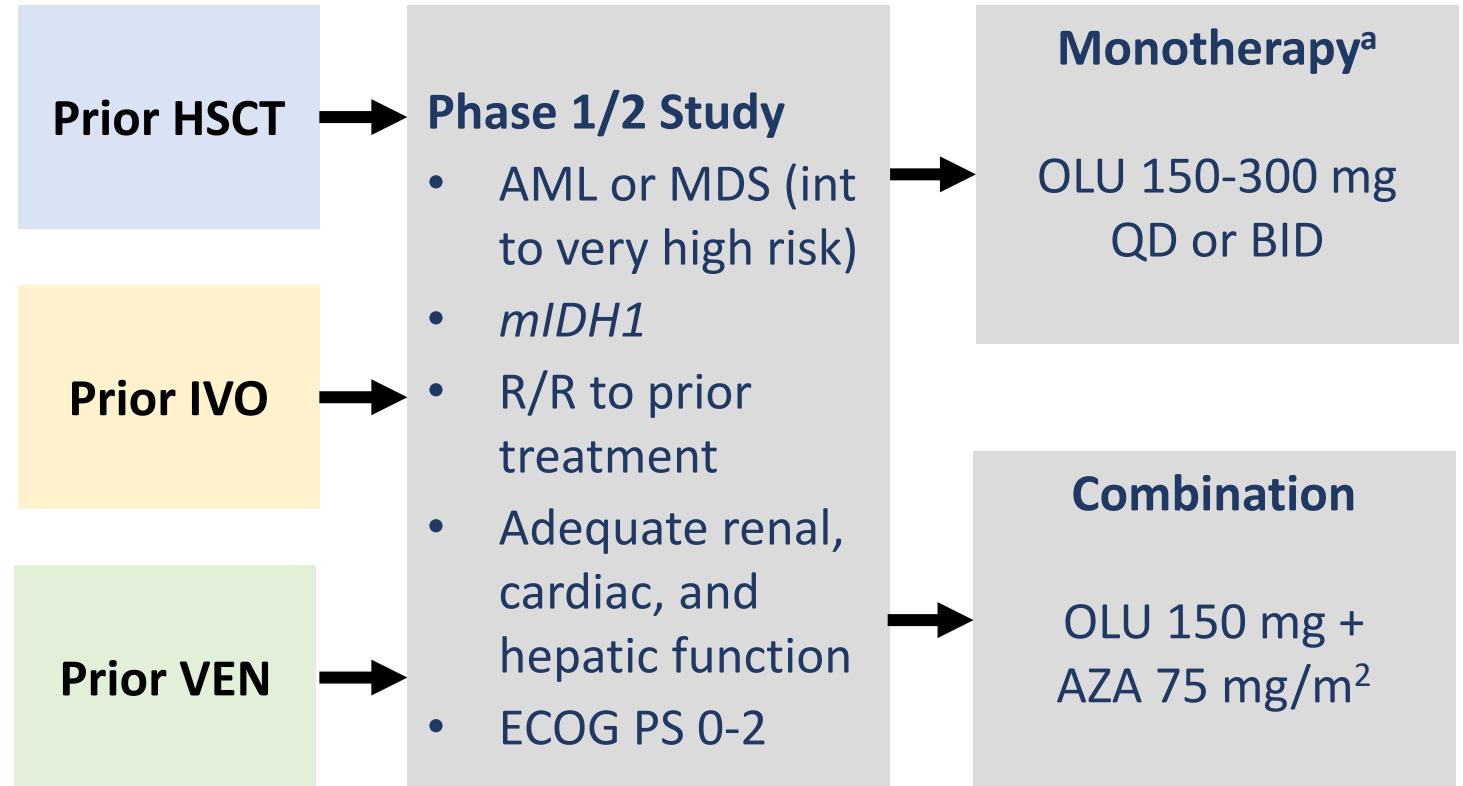 Prior HSCT
Prior IVO
Prior VEN
Phase 1/2 Study
• AML or MDS (int
to very high risk)
• mIDH1
• R/R to prior
treatment
• Adequate renal,
cardiac, and
hepatic function
• ECOG PS 0-2
Monotherapyᵃ
OLU 150-300 mg
QD or BID
Combination
OLU 150 mg +
AZA 75 mg/m²